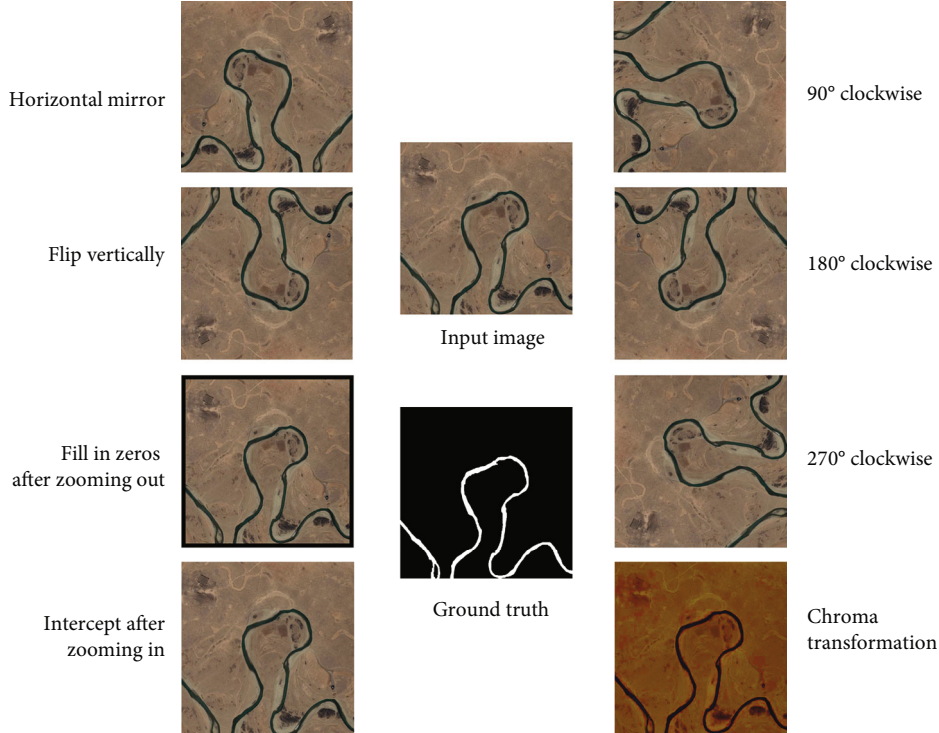 Horizontal mirror
90° clockwise
Flip vertically
180° clockwise
Input image
Fill in zeros
after zooming out
270° clockwise
Ground truth
Intercept after
zooming in
Chroma
transformation